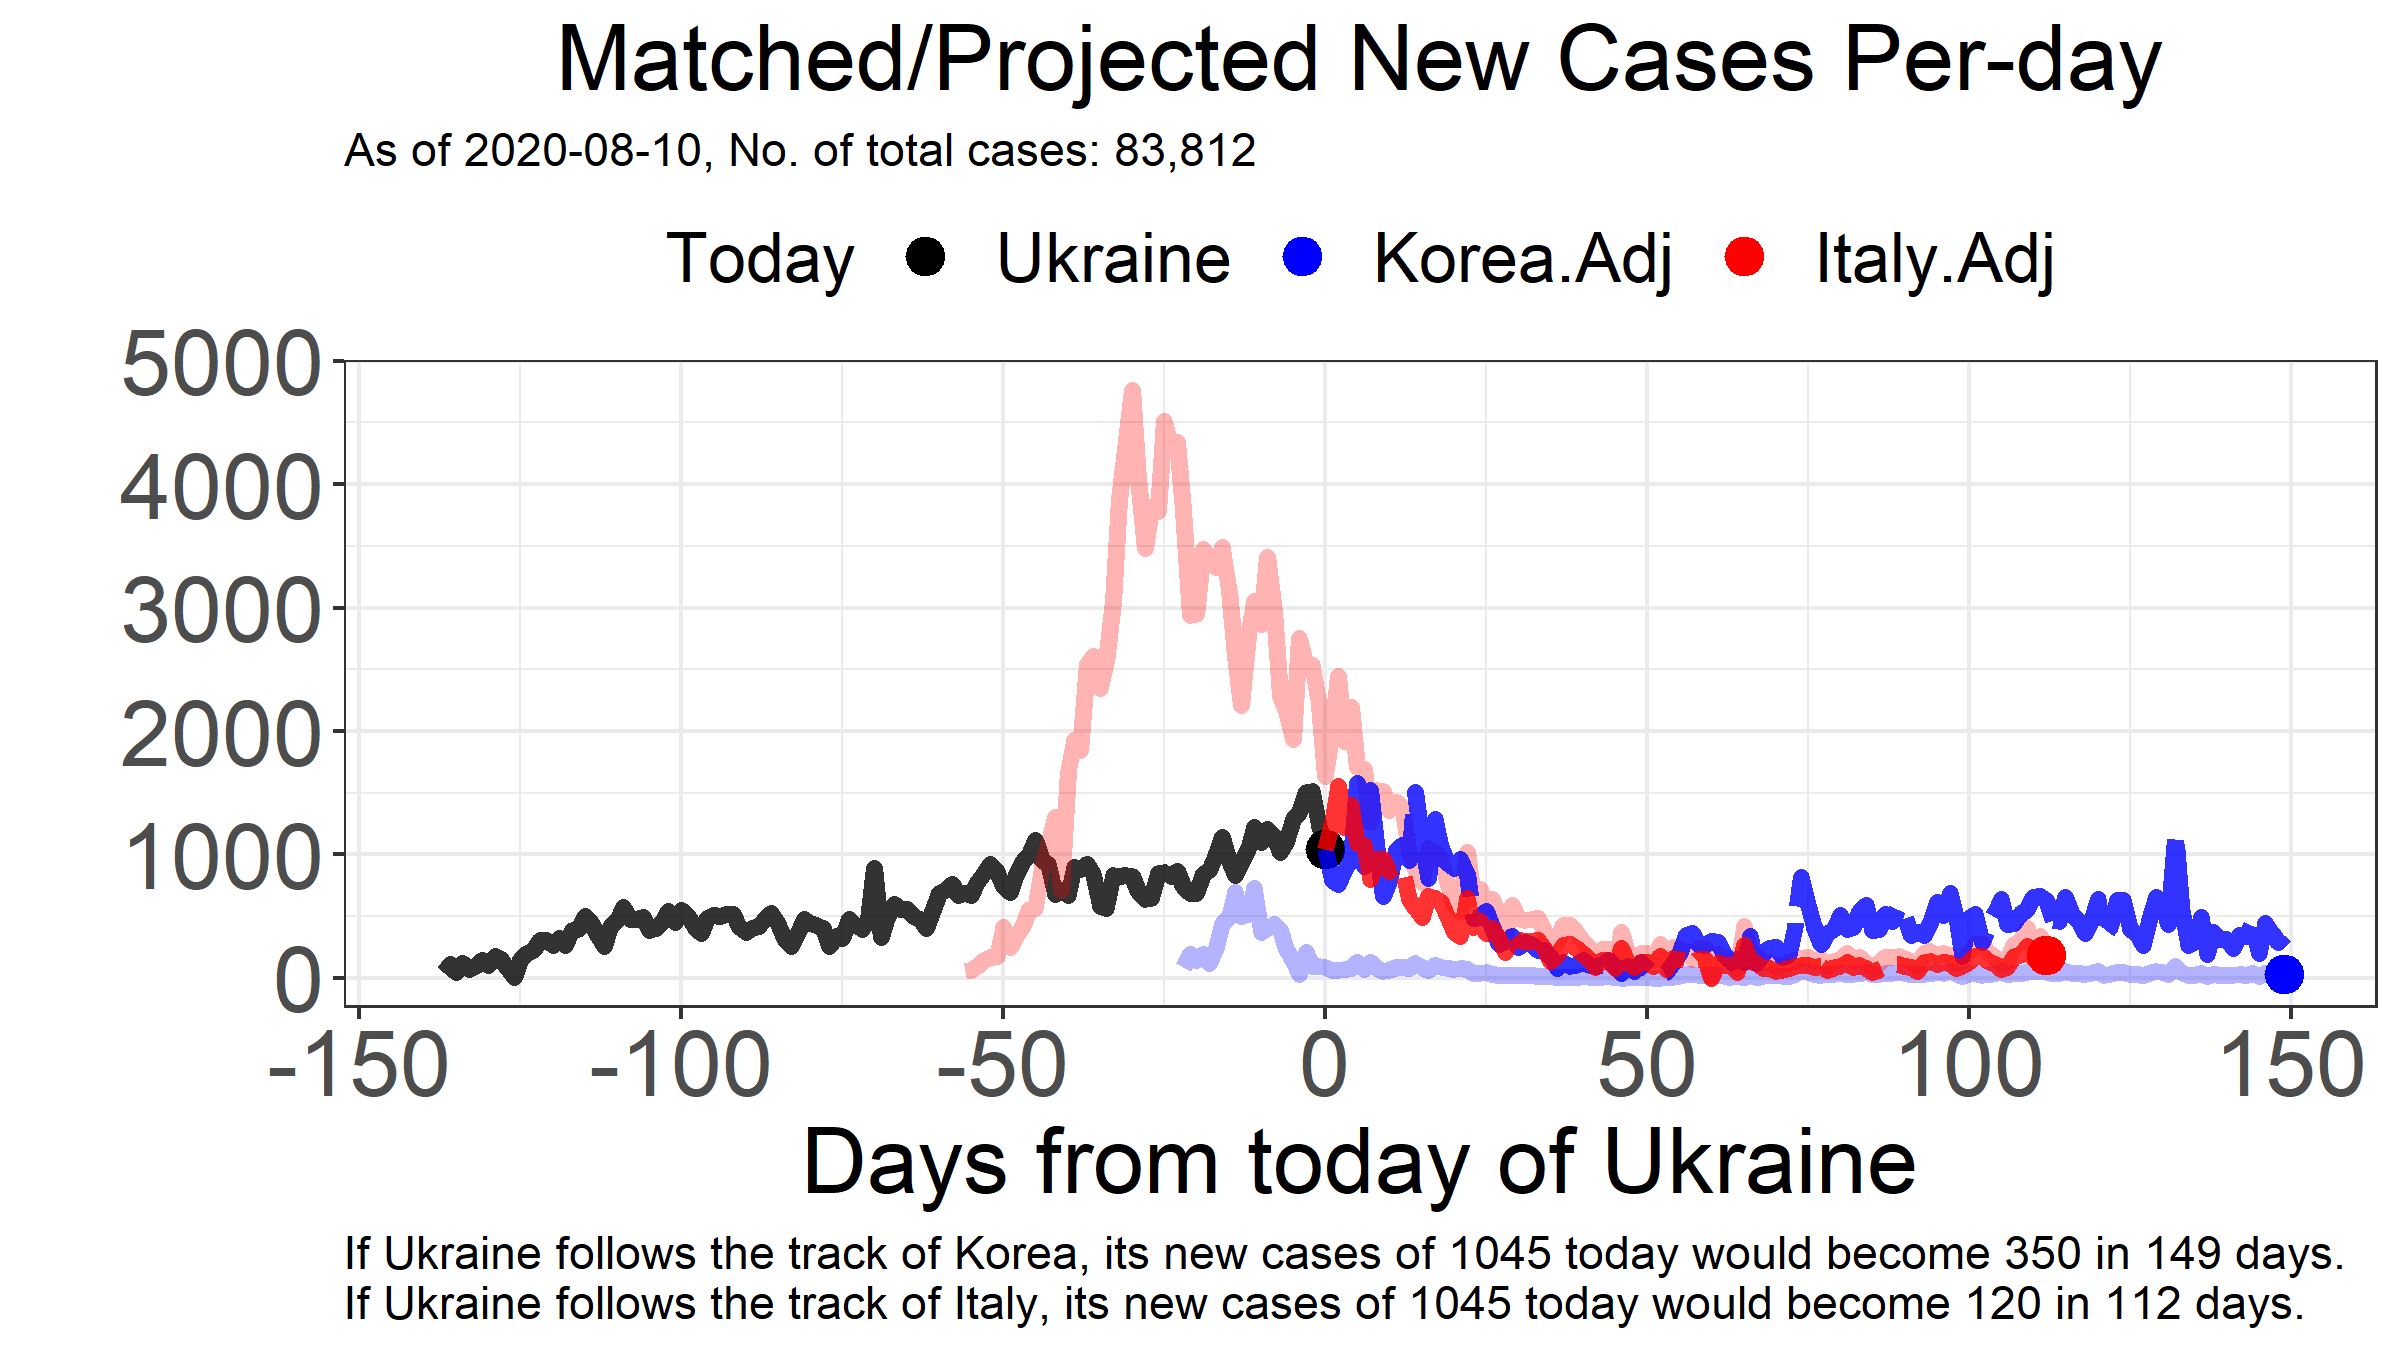 Matched/Projected New Cases Per-day
As of 2020-08-10, No. of total cases: 83,812
Today Ukraine Korea.Adj Italy.Adj
5000
4000
3000
2000
1000
0
-150 -100 -50 0 50 100 150
Days from today of Ukraine
If Ukraine follows the track of Korea, its new cases of 1045 today would become 350 in 149 days.
If Ukraine follows the track of Italy, its new cases of 1045 today would become 120 in 112 days.